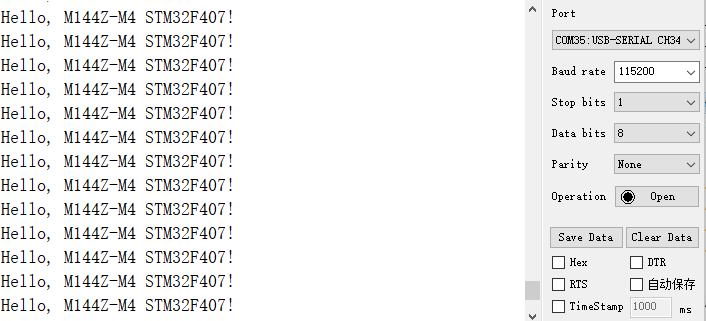 Hello, M144Z-M4 STM32F407!
Hello, M144Z-M4 STM32F407!
Hello, M144Z-M4 STM32F407!
Hello, M144Z-M4 STM32F407!
Hello, M144Z-M4 STM32F407!
Hello, M144Z-M4 STM32F407!
Hello, M144Z-M4 STM32F407!
Hello, M144Z-M4 STM32F407!
Hello, M144Z-M4 STM32F407!
Hello, M144Z-M4 STM32F407!
Hello, M144Z-M4 STM32F407!
Hello, M144Z-M4 STM32F407!
Hello, M144Z-M4 STM32F407!
Port
COM35:USB-SERIAL CH34
Baud rate 115200
Stop bits 1
Data bits 8
Parity None
Operation Open
Save Data Clear Data
Hex DTR
RTS 自动保存
TimeStamp 1000 ms